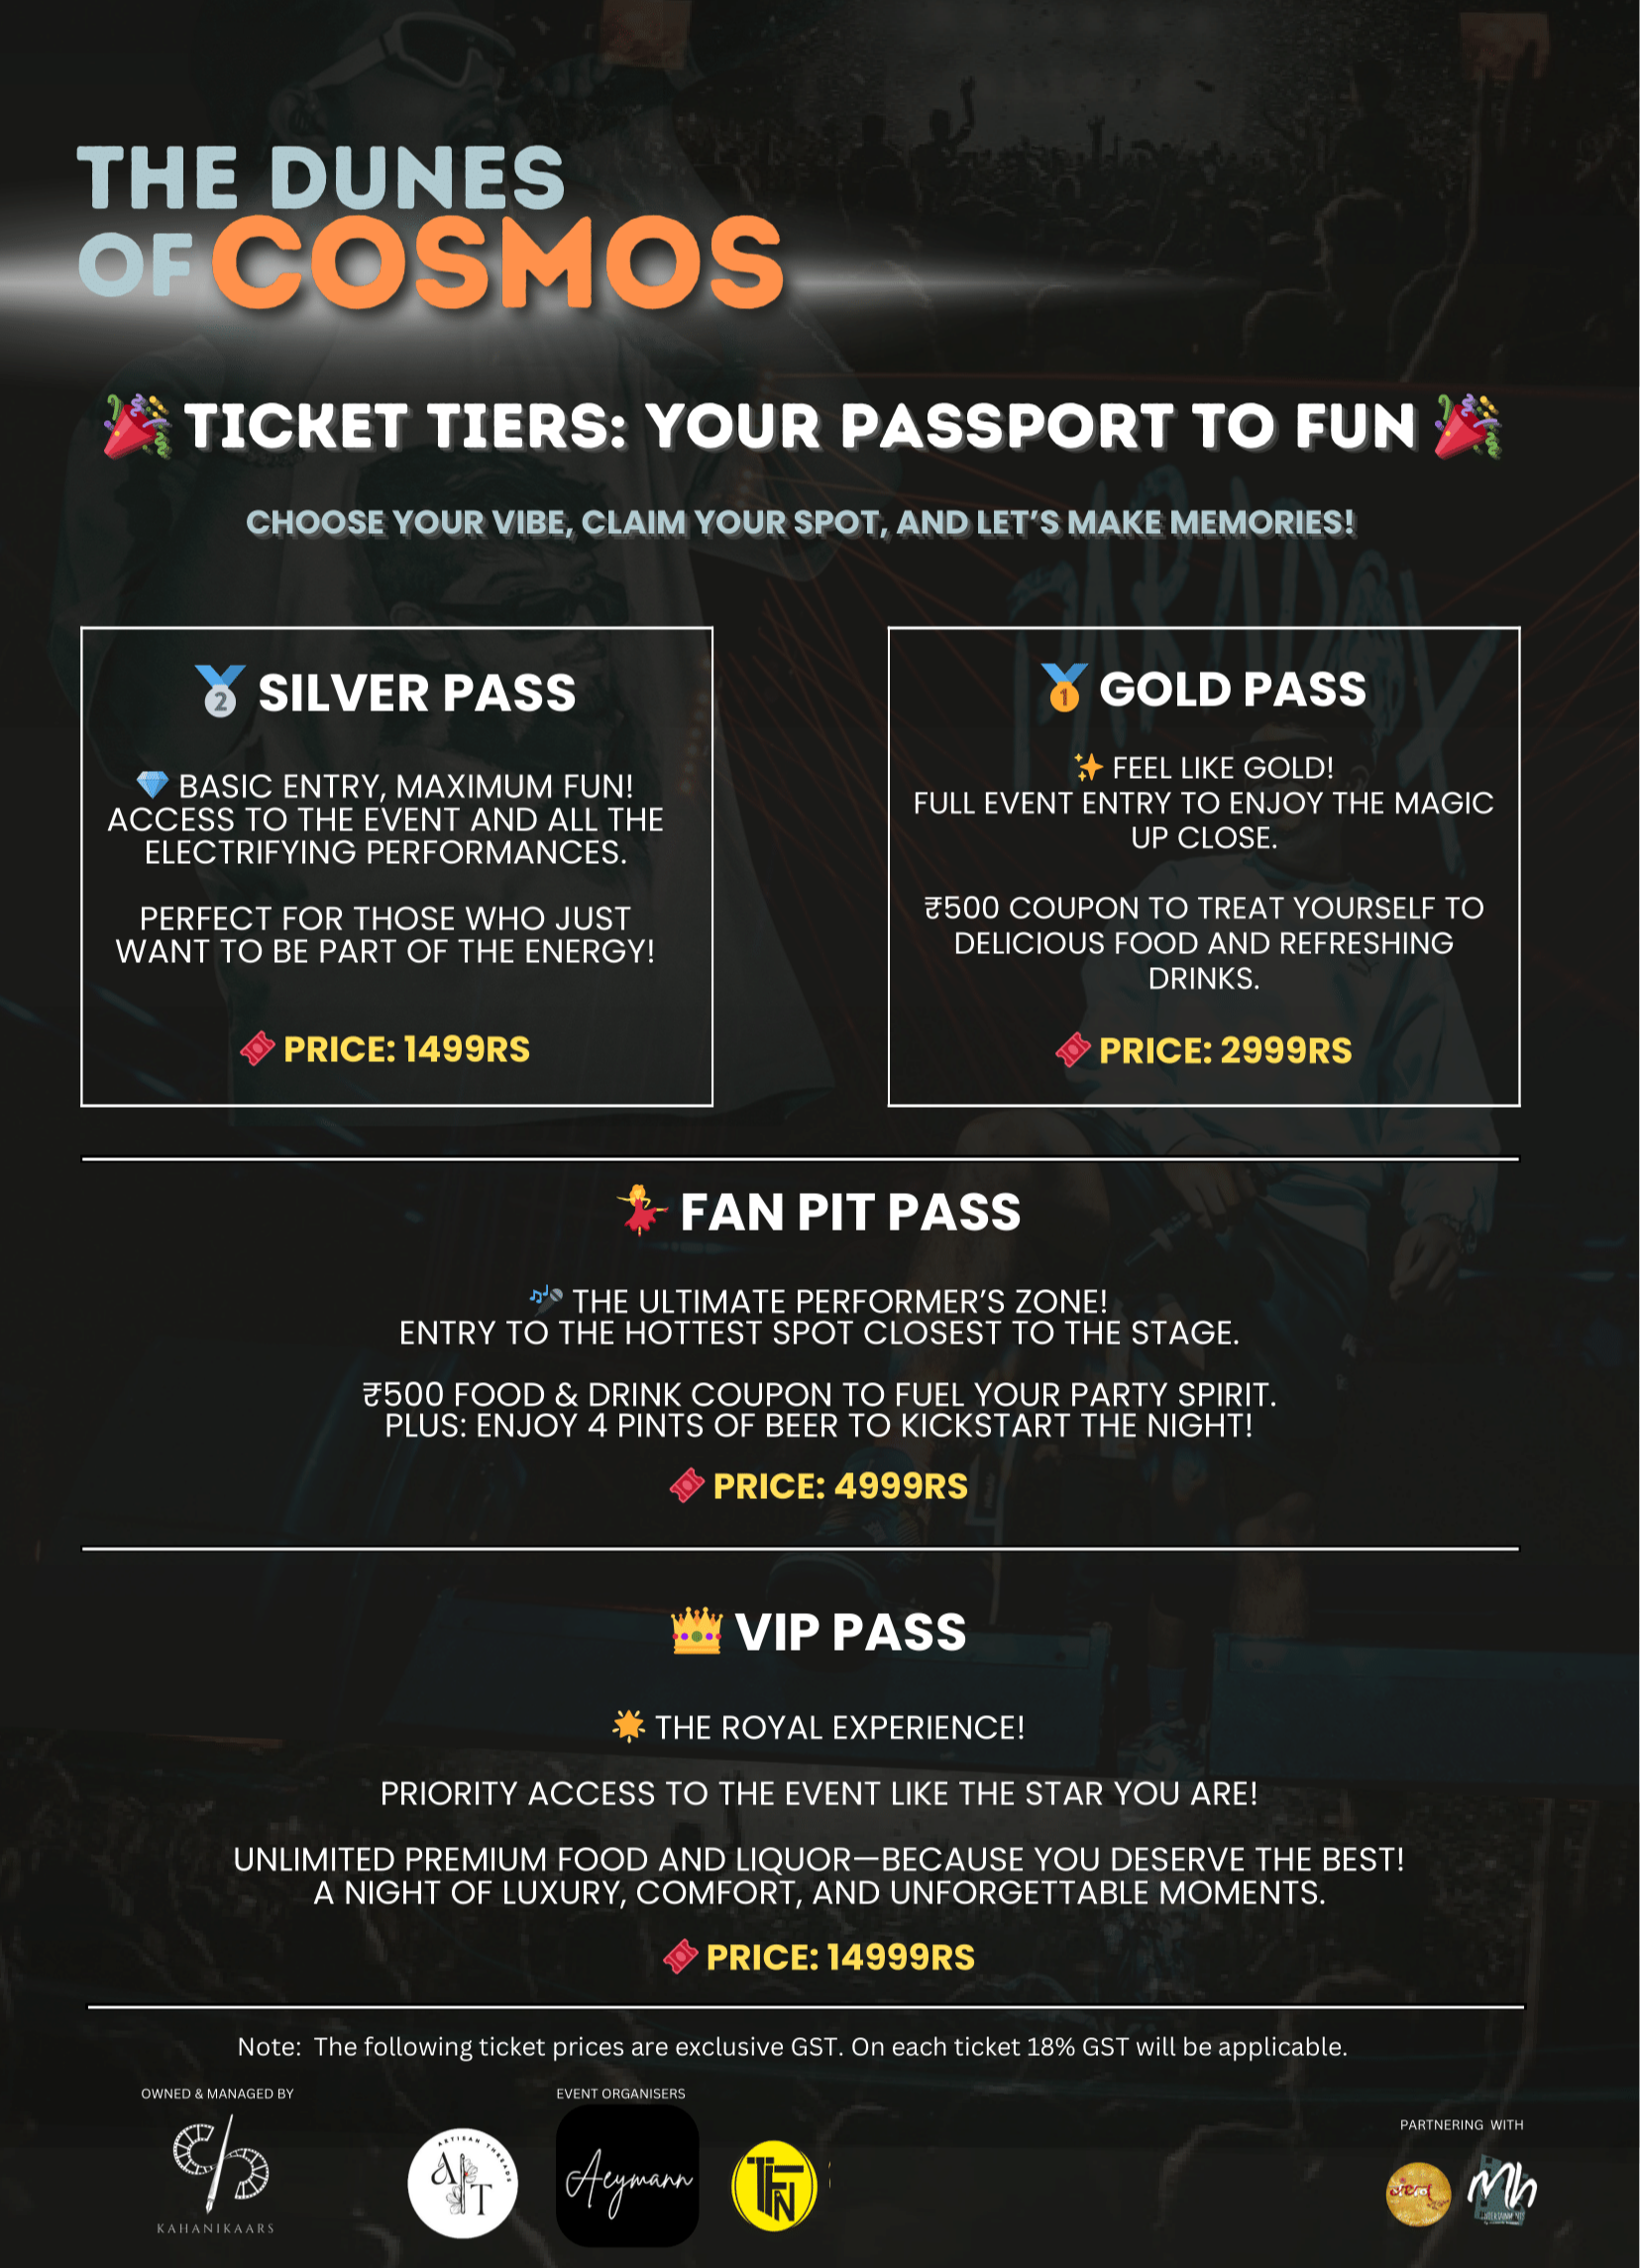 THE DUNES
OF COSMOS
TICKET TIERS: YOUR PASSPORT TO FUN
CHOOSE YOUR VIBE, CLAIM YOUR SPOT, AND LET'S MAKE MEMORIES!
2 SILVER PASS
BASIC ENTRY, MAXIMUM FUN!
ACCESS TO THE EVENT AND ALL THE
ELECTRIFYING PERFORMANCES.
PERFECT FOR THOSE WHO JUST
WANT TO BE PART OF THE ENERGY!
PRICE: 1499RS
1 GOLD PASS
FEEL LIKE GOLD!
FULL EVENT ENTRY TO ENJOY THE MAGIC
UP CLOSE.
₹500 COUPON TO TREAT YOURSELF TO
DELICIOUS FOOD AND REFRESHING
DRINKS.
PRICE: 2999RS
PARADOX
FAN PIT PASS
THE ULTIMATE PERFORMER'S ZONE!
ENTRY TO THE HOTTEST SPOT CLOSEST TO THE STAGE.
₹500 FOOD & DRINK COUPON TO FUEL YOUR PARTY SPIRIT.
PLUS: ENJOY 4 PINTS OF BEER TO KICKSTART THE NIGHT!
PRICE: 4999RS
VIP PASS
THE ROYAL EXPERIENCE!
PRIORITY ACCESS TO THE EVENT LIKE THE STAR YOU ARE!
UNLIMITED PREMIUM FOOD AND LIQUOR—BECAUSE YOU DESERVE THE BEST!
A NIGHT OF LUXURY, COMFORT, AND UNFORGETTABLE MOMENTS.
PRICE: 14999RS
Note: The following ticket prices are exclusive GST. On each ticket 18% GST will be applicable.
OWNED & MANAGED BY
KAHANIKAARS
EVENT ORGANISERS
ARTISAN THREADS
A T
Aeymann
TFN
PARTNERING WITH
Mh